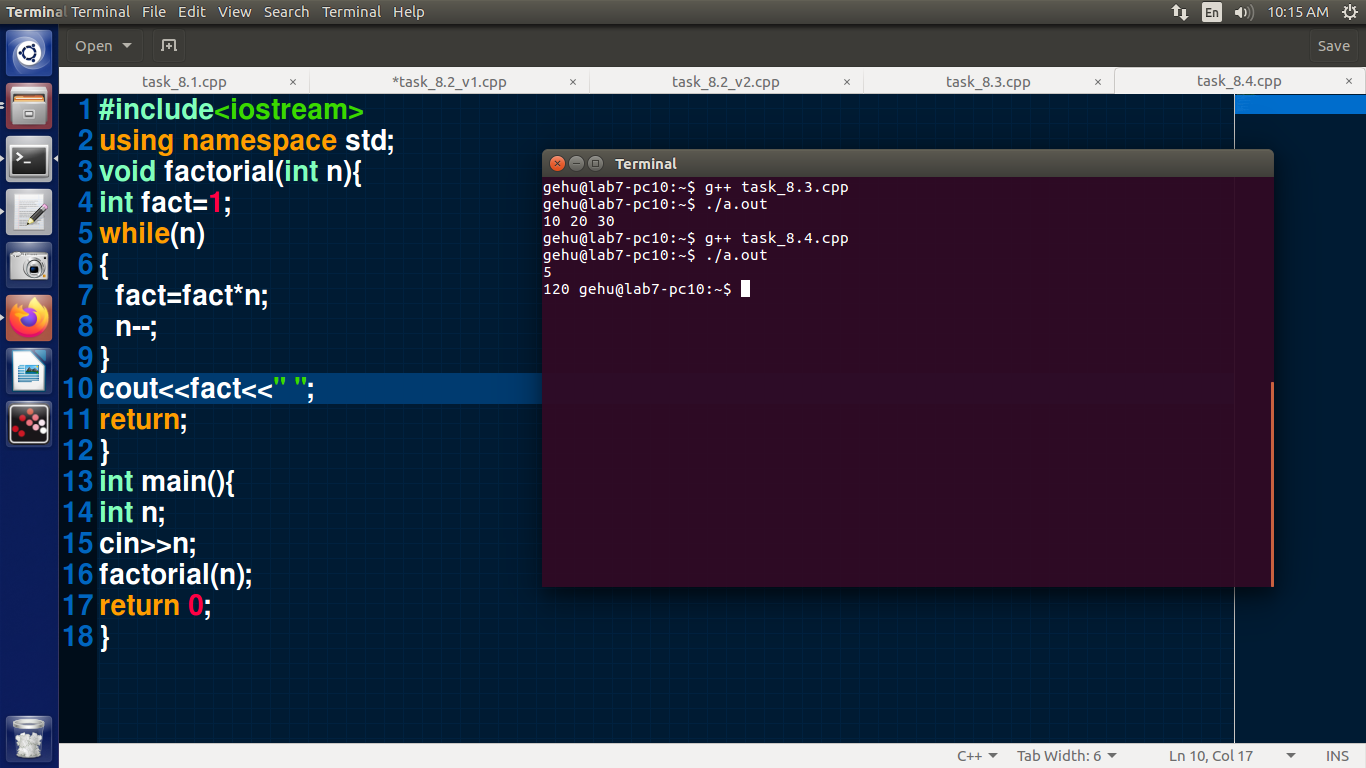 Terminal Terminal File Edit View Search Terminal Help En 10:15 AM
Open Save
task_8.1.cpp × *task_8.2_v1.cpp × task_8.2_v2.cpp × task_8.3.cpp × task_8.4.cpp ×
1 #include<iostream>
2 using namespace std;
3 void factorial(int n){
4 int fact=1;
5 while(n)
6 {
7   fact=fact*n;
8   n--;
9 }
10 cout<<fact<<" ";
11 return;
12 }
13 int main(){
14 int n;
15 cin>>n;
16 factorial(n);
17 return 0;
18 }
Terminal
gehu@lab7-pc10:~$ g++ task_8.3.cpp
gehu@lab7-pc10:~$ ./a.out
10 20 30
gehu@lab7-pc10:~$ g++ task_8.4.cpp
gehu@lab7-pc10:~$ ./a.out
5
120 gehu@lab7-pc10:~$
C++ Tab Width: 6 Ln 10, Col 17 INS